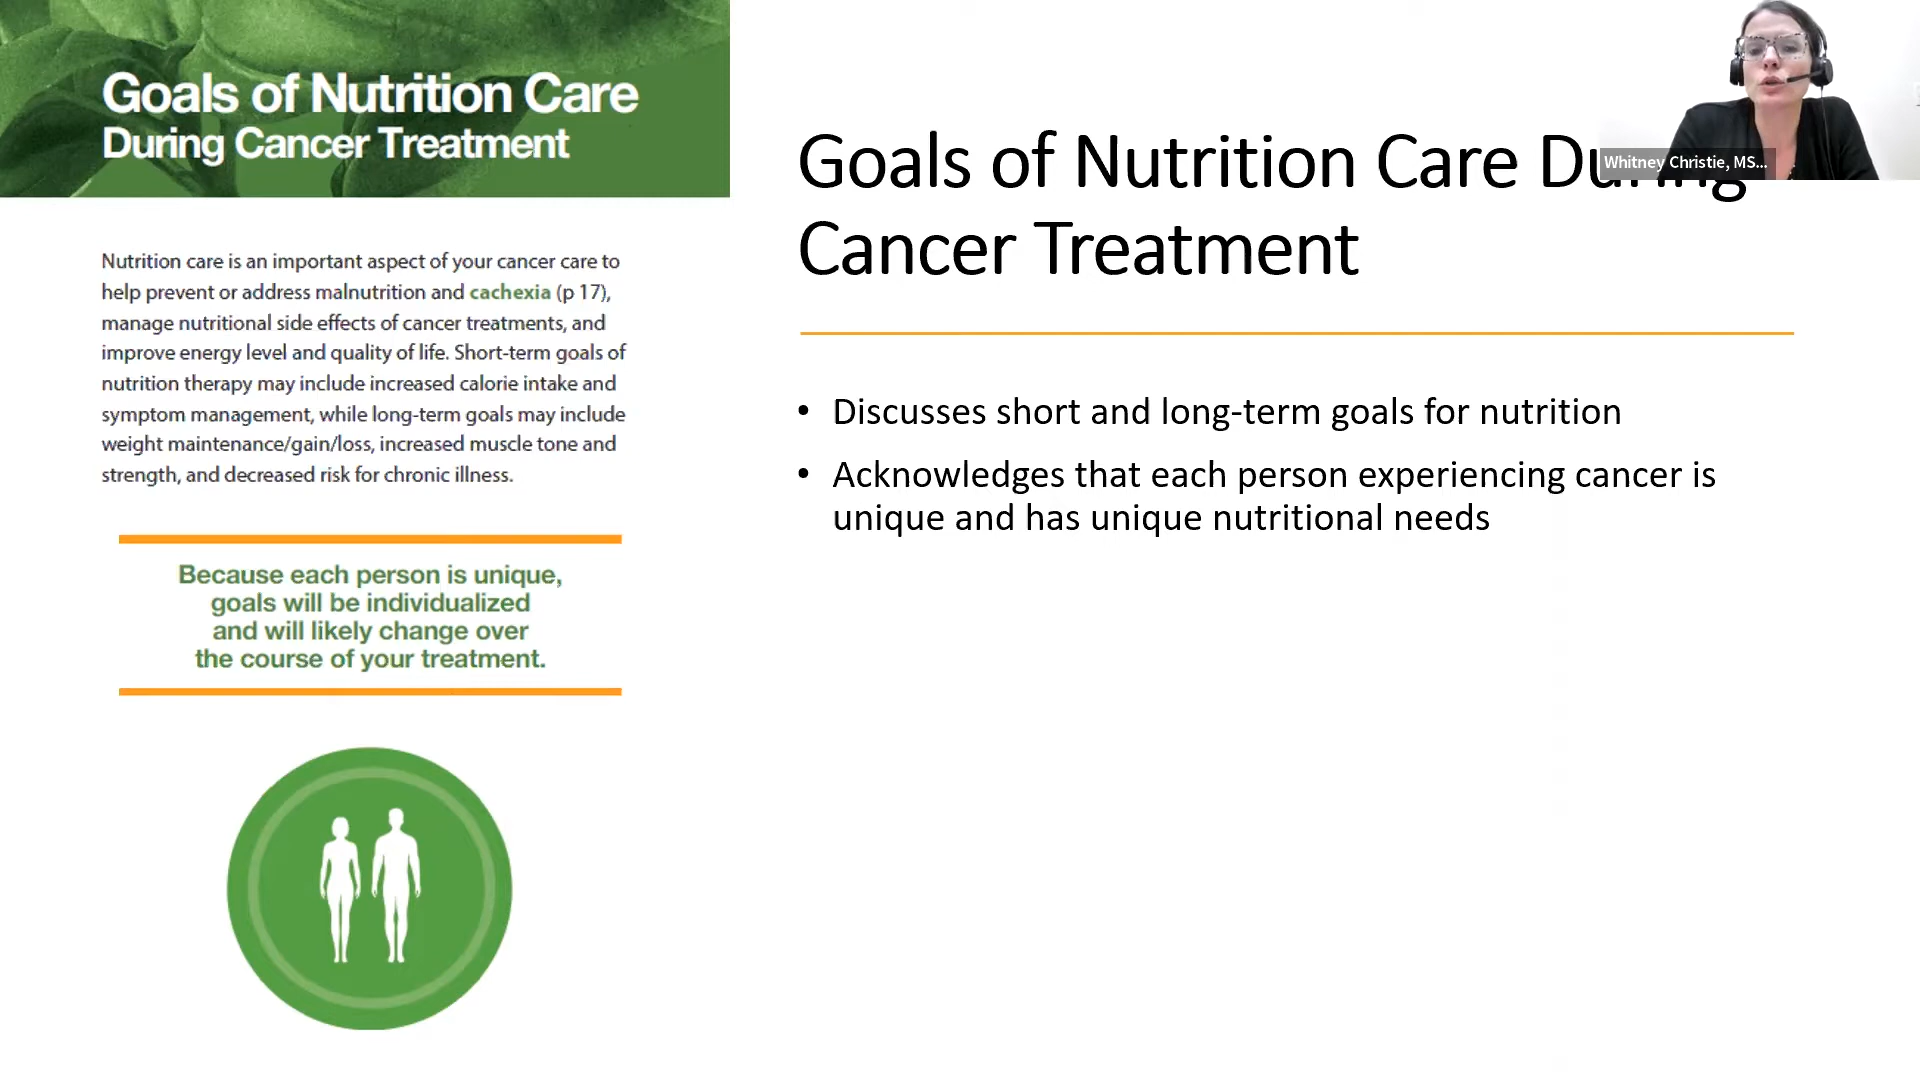 Goals of Nutrition Care
During Cancer Treatment
Nutrition care is an important aspect of your cancer care to
help prevent or address malnutrition and cachexia (p 17),
manage nutritional side effects of cancer treatments, and
improve energy level and quality of life. Short-term goals of
nutrition therapy may include increased calorie intake and
symptom management, while long-term goals may include
weight maintenance/gain/loss, increased muscle tone and
strength, and decreased risk for chronic illness.
Because each person is unique,
goals will be individualized
and will likely change over
the course of your treatment.
Goals of Nutrition Care During
Cancer Treatment
• Discusses short and long-term goals for nutrition
• Acknowledges that each person experiencing cancer is
unique and has unique nutritional needs
Whitney Christie, MS...